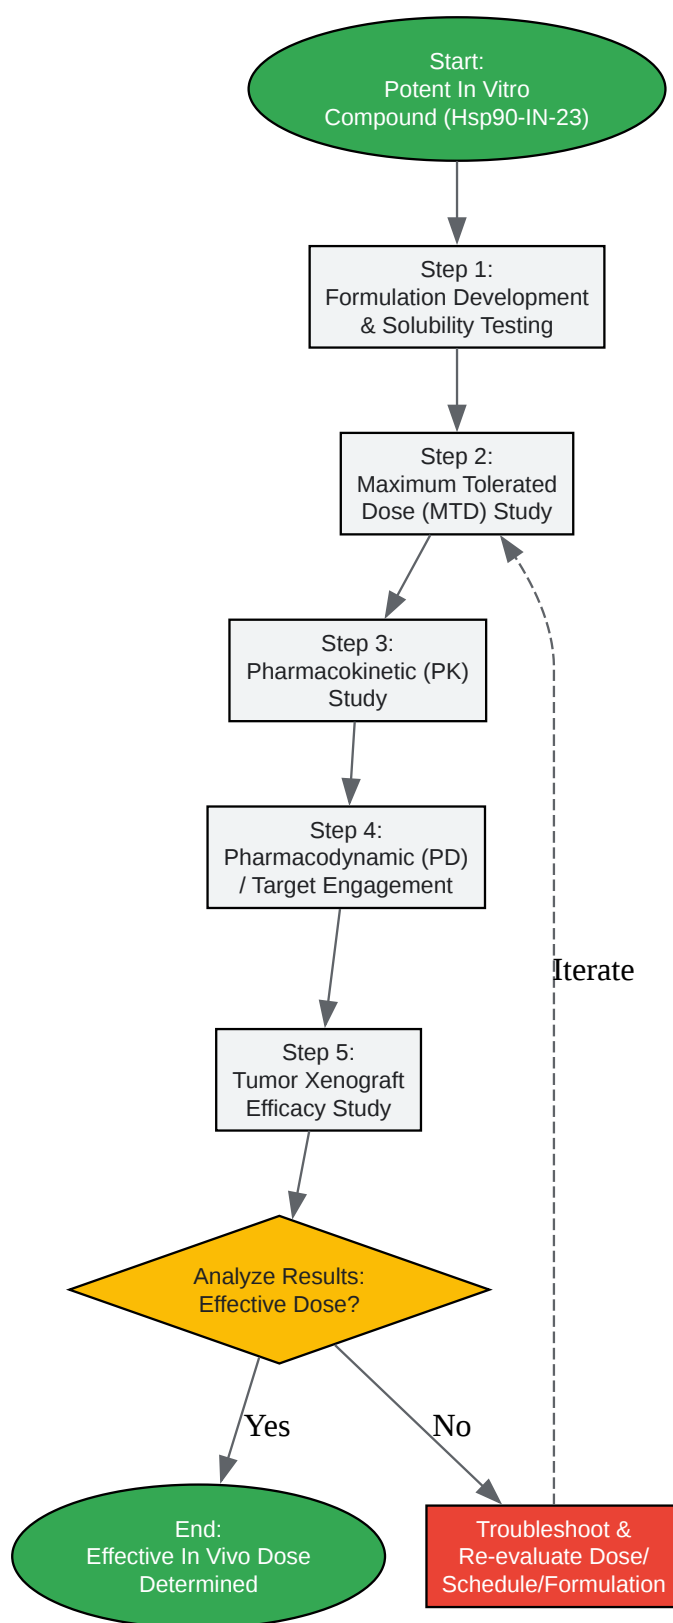 Start:
Potent In Vitro
Compound (Hsp90-IN-23)
Step 1:
Formulation Development
& Solubility Testing
Step 2:
Maximum Tolerated
Dose (MTD) Study
Step 3:
Pharmacokinetic (PK)
Study
Step 4:
Pharmacodynamic (PD)
/ Target Engagement
Iterate
Step 5:
Tumor Xenograft
Efficacy Study
Analyze Results:
Effective Dose?
Yes
No
End:
Effective In Vivo Dose
Determined
Troubleshoot &
Re-evaluate Dose/
Schedule/Formulation